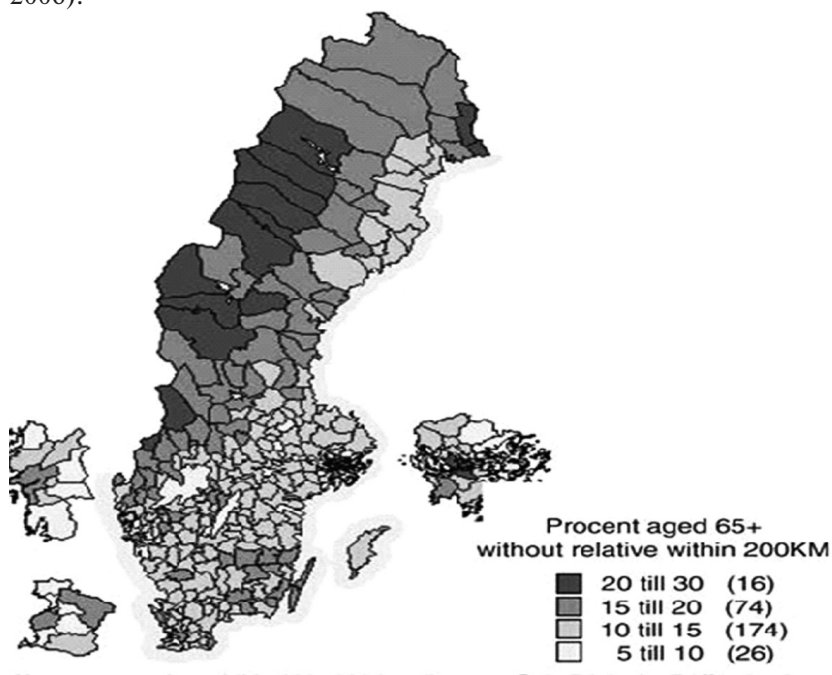 2006).
Procent aged 65+
without relative within 200KM
20 till 30 (16)
15 till 20 (74)
10 till 15 (174)
5 till 10 (26)